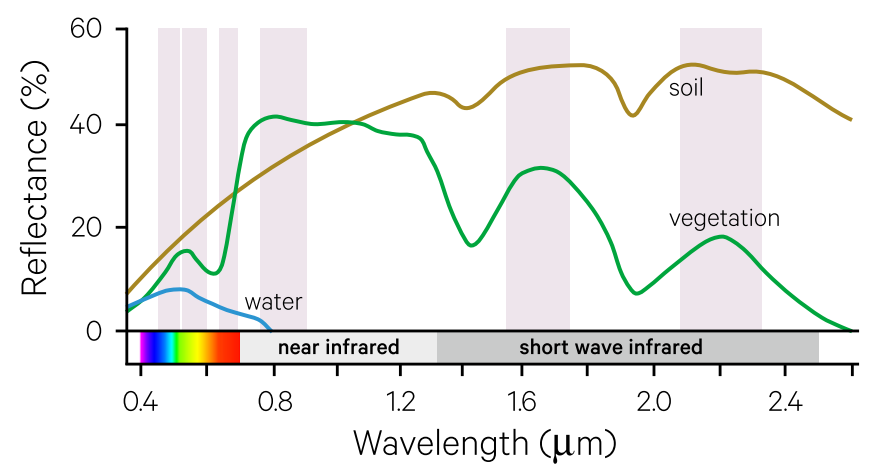 60
40
20
0
Reflectance (%)
soil
vegetation
water
near infrared
short wave infrared
0.4 0.8 1.2 1.6 2.0 2.4
Wavelength (μm)